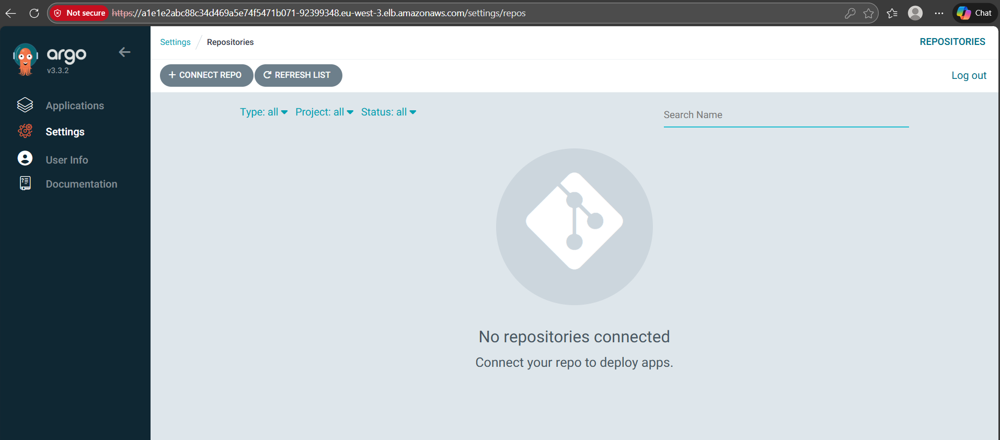 Not secure https://a1e1e2abc88c34d469a5e74f5471b071-92399348.eu-west-3.elb.amazonaws.com/settings/repos
Chat
argo
v3.3.2
Applications
Settings
User Info
Documentation
Settings / Repositories
REPOSITORIES
+ CONNECT REPO
REFRESH LIST
Log out
Type: all Project: all Status: all
Search Name
No repositories connected
Connect your repo to deploy apps.